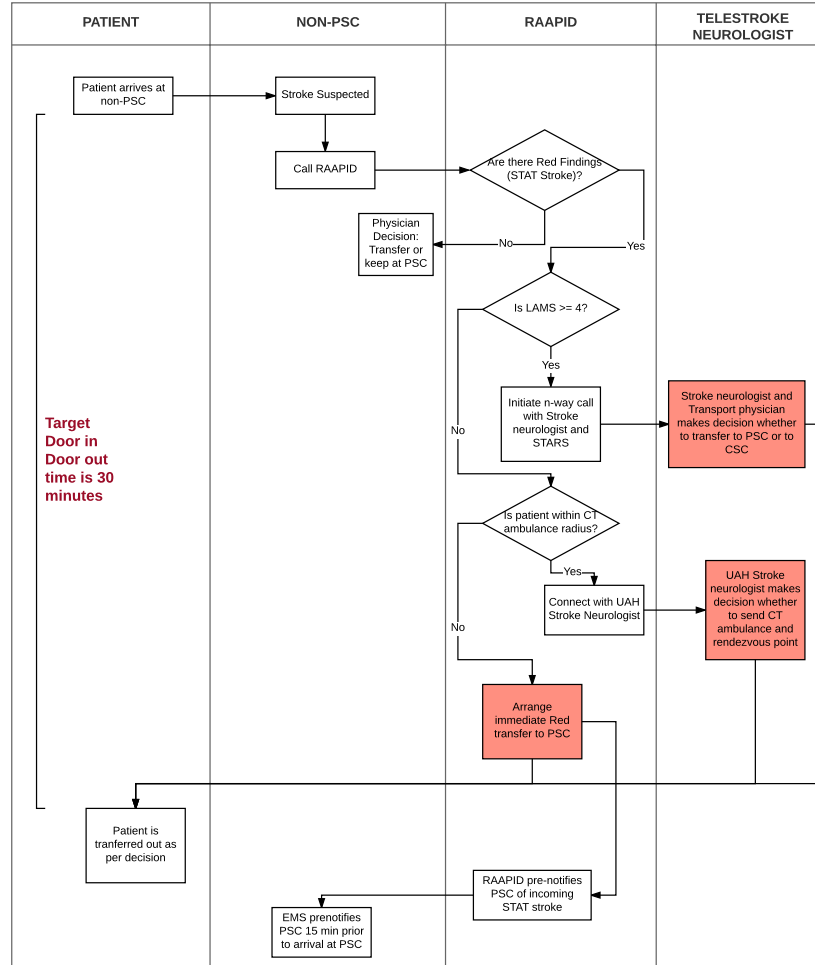 PATIENT
NON-PSC
RAAPID
TELESTROKE
NEUROLOGIST
Patient arrives at
non-PSC
Stroke Suspected
Call RAAPID
Are there Red Findings
(STAT Stroke)?
Physician
Decision:
Transfer or
keep at PSC
No
Yes
Is LAMS >= 4?
Yes
No
Initiate n-way call
with Stroke
neurologist and
STARS
Stroke neurologist and
Transport physician
makes decision whether
to transfer to PSC or to
CSC
Target
Door in
Door out
time is 30
minutes
Is patient within CT
ambulance radius?
Yes
No
Connect with UAH
Stroke Neurologist
UAH Stroke
neurologist makes
decision whether
to send CT
ambulance and
rendezvous point
Arrange
immediate Red
transfer to PSC
Patient is
tranferred out as
per decision
RAAPID pre-notifies
PSC of incoming
STAT stroke
EMS prenotifies
PSC 15 min prior
to arrival at PSC